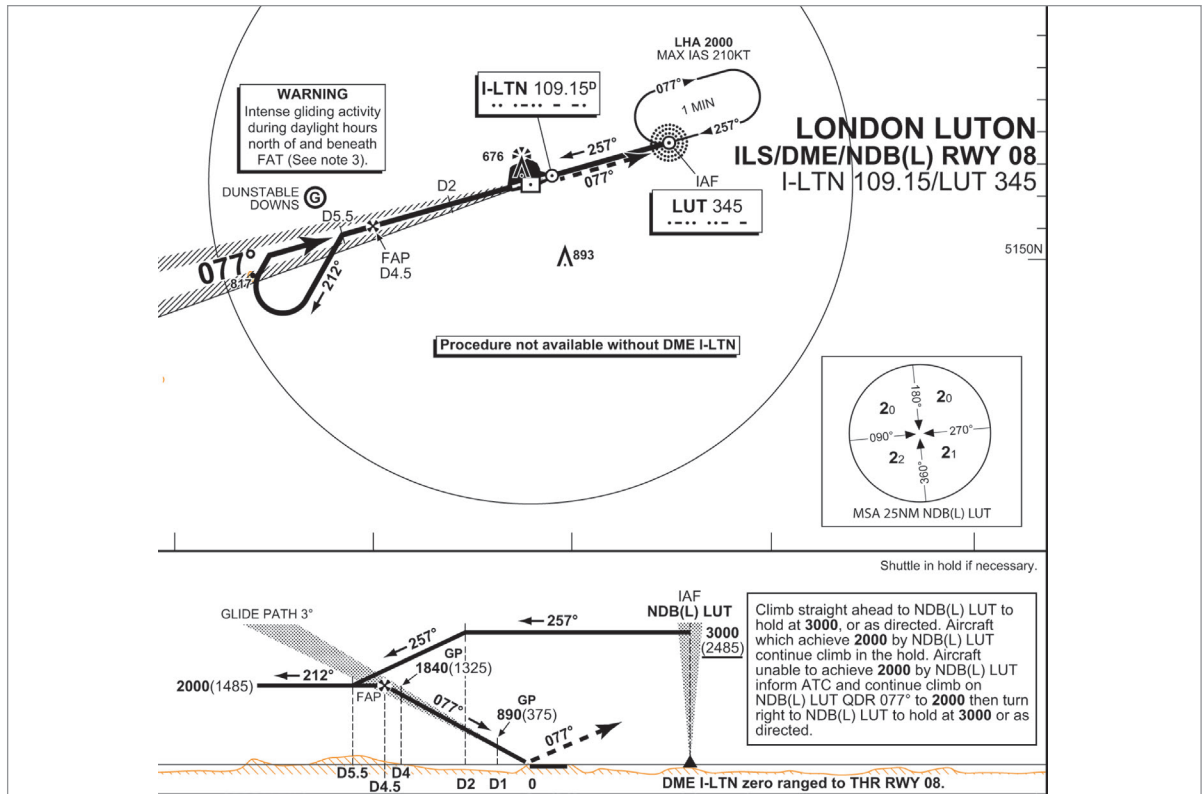 LHA 2000
MAX IAS 210KT
077°
1 MIN
257°
I-LTN 109.15D
·· ·−·· − −·
WARNING
Intense gliding activity
during daylight hours
north of and beneath
FAT (See note 3).
LONDON LUTON
ILS/DME/NDB(L) RWY 08
I-LTN 109.15/LUT 345
676
257°
077°
IAF
LUT 345
·−·· ··− −
DUNSTABLE
DOWNS
G
D2
D5.5
FAP
D4.5
077°
817
212°
893
5150N
Procedure not available without DME I-LTN
180°
20
20
090°
270°
22
21
360°
MSA 25NM NDB(L) LUT
Shuttle in hold if necessary.
GLIDE PATH 3°
IAF
NDB(L) LUT
257°
3000
(2485)
257°
GP
1840(1325)
212°
2000(1485)
FAP
077°
GP
890(375)
077°
Climb straight ahead to NDB(L) LUT to
hold at 3000, or as directed. Aircraft
which achieve 2000 by NDB(L) LUT
continue climb in the hold. Aircraft
unable to achieve 2000 by NDB(L) LUT
inform ATC and continue climb on
NDB(L) LUT QDR 077° to 2000 then turn
right to NDB(L) LUT to hold at 3000 or as
directed.
D5.5
D4.5
D4
D2
D1
0
DME I-LTN zero ranged to THR RWY 08.